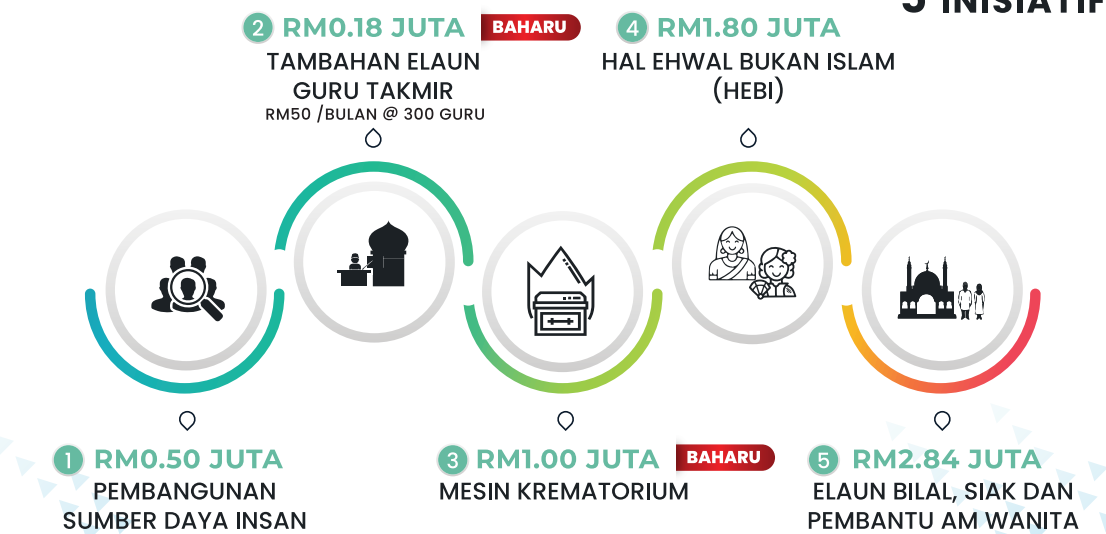 5 INISIATIF
2 RM0.18 JUTA BAHARU
TAMBAHAN ELAUN
GURU TAKMIR
RM50 /BULAN @ 300 GURU
4 RM1.80 JUTA
HAL EHWAL BUKAN ISLAM
(HEBI)
1 RM0.50 JUTA
PEMBANGUNAN
SUMBER DAYA INSAN
3 RM1.00 JUTA BAHARU
MESIN KREMATORIUM
5 RM2.84 JUTA
ELAUN BILAL, SIAK DAN
PEMBANTU AM WANITA